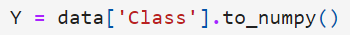 Y = data['Class'].to_numpy()